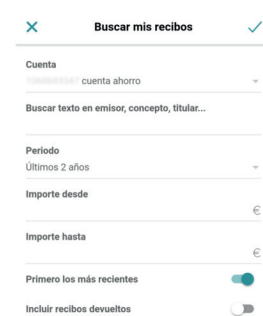 Buscar mis recibos
Cuenta
cuenta ahorro
Buscar texto en emisor, concepto, titular...
Periodo
Últimos 2 años
Importe desde
€
Importe hasta
€
Primero los más recientes
Incluir recibos devueltos